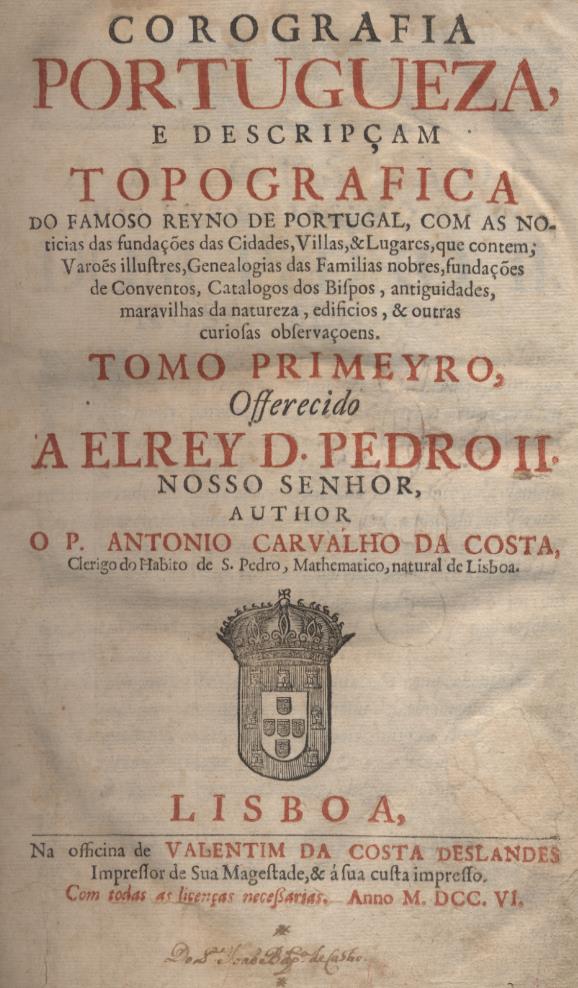 COROGRAFIA
PORTUGUEZA,
E DESCRIPÇAM
TOPOGRAFICA
DO FAMOSO REYNO DE PORTUGAL, COM AS NO-
ticias das fundações das Cidades, Villas, & Lugares, que contem;
Varoẽs illuſtres, Genealogias das Familias nobres, fundações
de Conventos, Catalogos dos Biſpos, antiguidades,
maravilhas da natureza, edificios, & outras
curioſas obſervaçoens.
TOMO PRIMEYRO,
Offerecido
A ELREY D. PEDRO II.
NOSSO SENHOR,
AUTHOR
O P. ANTONIO CARVALHO DA COSTA,
Clerigo do Habito de S. Pedro, Mathematico, natural de Lisboa.
LISBOA,
Na officina de VALENTIM DA COSTA DESLANDES
Impreſſor de Sua Mageſtade, & á ſua cuſta impreſſo.
Com todas as licenças neceſſarias. Anno M. DCC. VI.